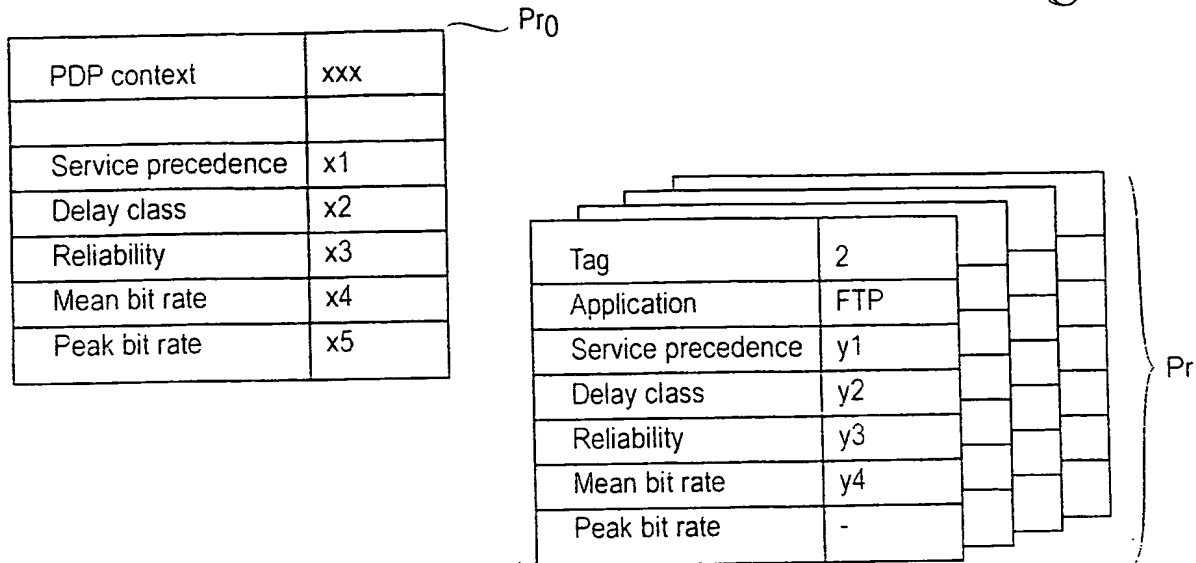 Pr0
PDP context xxx
Service precedence x1
Delay class x2
Reliability x3
Mean bit rate x4
Peak bit rate x5
Tag 2
Application FTP
Service precedence y1
Delay class y2
Reliability y3
Mean bit rate y4
Peak bit rate -
Pr